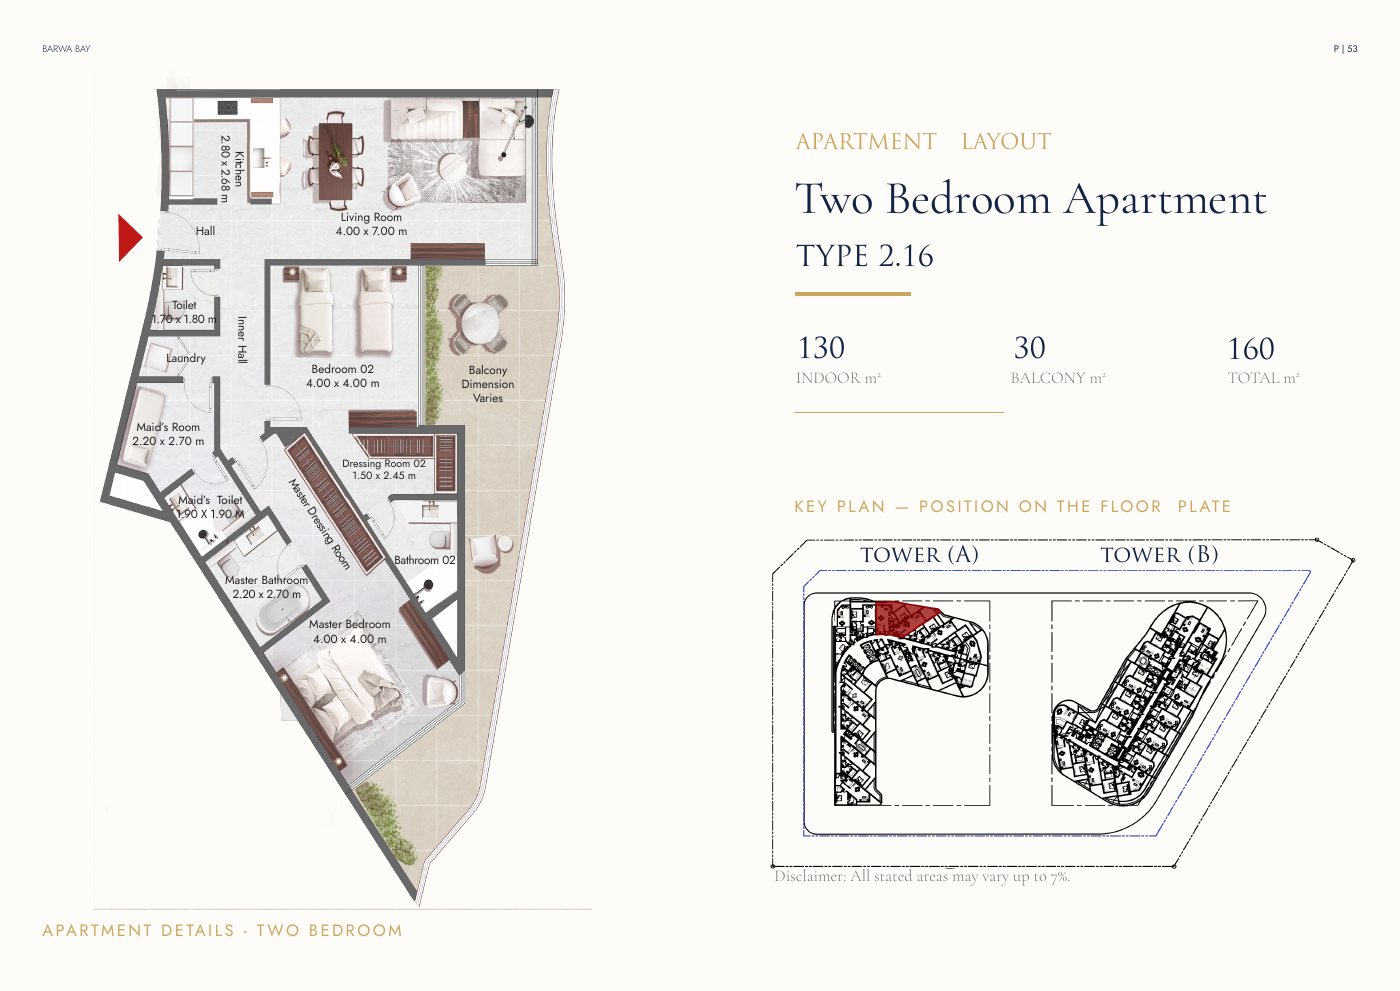 BARWA BAY
P | 53
Kitchen
2.80 x 2.68 m
Living Room
4.00 x 7.00 m
Hall
Toilet
1.70 x 1.80 m
Inner Hall
Laundry
Bedroom 02
4.00 x 4.00 m
Balcony
Dimension
Varies
Maid's Room
2.20 x 2.70 m
Dressing Room 02
1.50 x 2.45 m
Maid's Toilet
1.90 X 1.90 M
Master Dressing Room
Bathroom 02
Master Bathroom
2.20 x 2.70 m
Master Bedroom
4.00 x 4.00 m
APARTMENT DETAILS - TWO BEDROOM
APARTMENT LAYOUT
Two Bedroom Apartment
TYPE 2.16
130
INDOOR m²
30
BALCONY m²
160
TOTAL m²
KEY PLAN — POSITION ON THE FLOOR PLATE
TOWER (A)
TOWER (B)
Disclaimer: All stated areas may vary up to 7%.